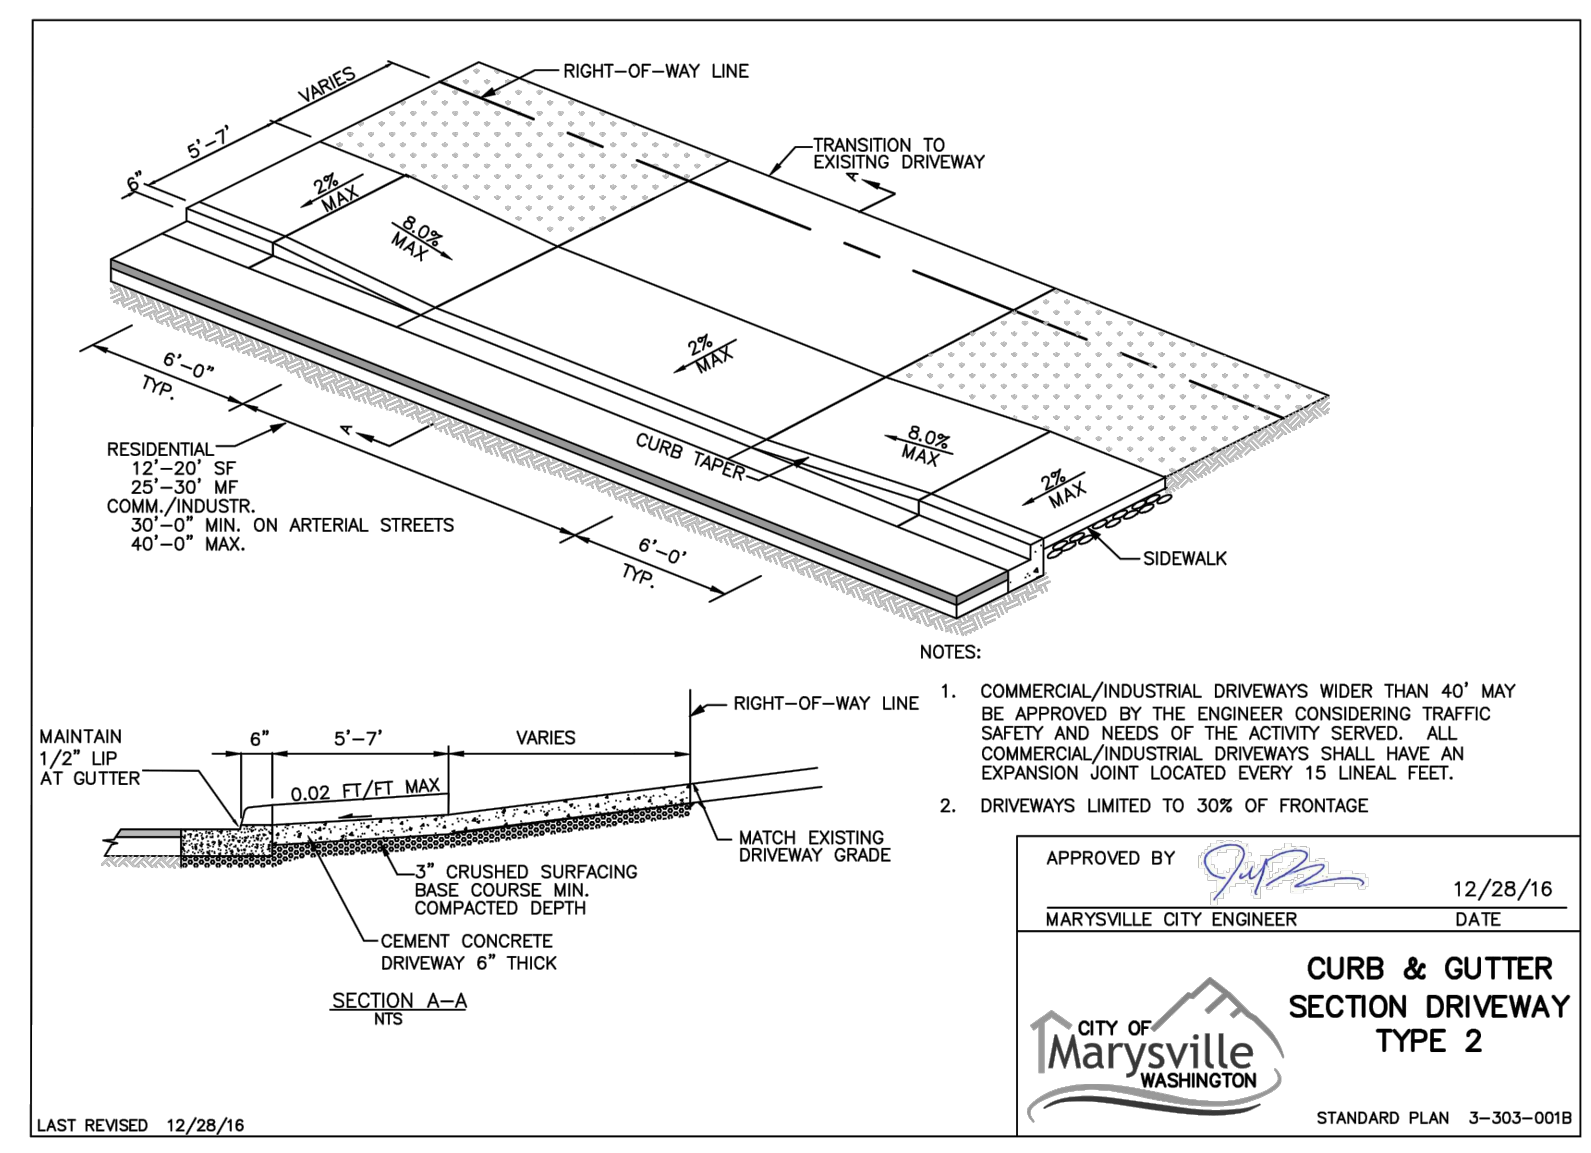 RIGHT-OF-WAY LINE
VARIES
5'-7'
6"
TRANSITION TO
EXISITNG DRIVEWAY
A
2%
MAX
8.0%
MAX
2%
MAX
6'-0"
TYP.
A
RESIDENTIAL
12'-20' SF
25'-30' MF
COMM./INDUSTR.
30'-0" MIN. ON ARTERIAL STREETS
40'-0" MAX.
CURB TAPER
8.0%
MAX
2%
MAX
6'-0'
TYP.
SIDEWALK
NOTES:
1. COMMERCIAL/INDUSTRIAL DRIVEWAYS WIDER THAN 40' MAY
BE APPROVED BY THE ENGINEER CONSIDERING TRAFFIC
SAFETY AND NEEDS OF THE ACTIVITY SERVED. ALL
COMMERCIAL/INDUSTRIAL DRIVEWAYS SHALL HAVE AN
EXPANSION JOINT LOCATED EVERY 15 LINEAL FEET.
2. DRIVEWAYS LIMITED TO 30% OF FRONTAGE
RIGHT-OF-WAY LINE
MAINTAIN
1/2" LIP
AT GUTTER
6"
5'-7'
VARIES
0.02 FT/FT MAX
MATCH EXISTING
DRIVEWAY GRADE
3" CRUSHED SURFACING
BASE COURSE MIN.
COMPACTED DEPTH
CEMENT CONCRETE
DRIVEWAY 6" THICK
SECTION A-A
NTS
APPROVED BY
12/28/16
MARYSVILLE CITY ENGINEER
DATE
CURB & GUTTER
SECTION DRIVEWAY
TYPE 2
CITY OF
Marysville
WASHINGTON
STANDARD PLAN 3-303-001B
LAST REVISED 12/28/16